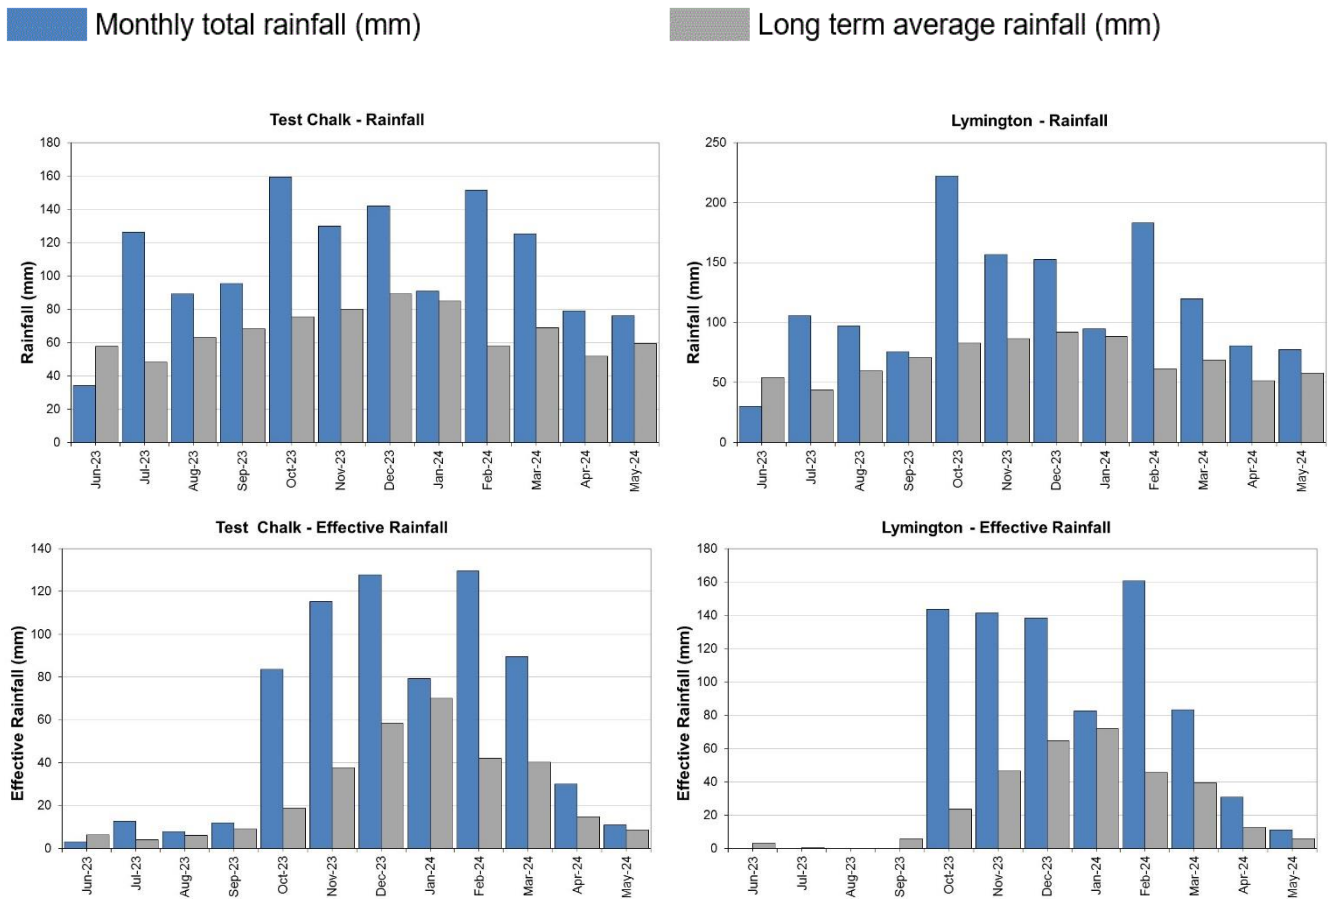 Monthly total rainfall (mm)
Long term average rainfall (mm)
Test Chalk - Rainfall
Rainfall (mm)
180
160
140
120
100
80
60
40
20
0
Jun-23
Jul-23
Aug-23
Sep-23
Oct-23
Nov-23
Dec-23
Jan-24
Feb-24
Mar-24
Apr-24
May-24
Lymington - Rainfall
Rainfall (mm)
250
200
150
100
50
0
Jun-23
Jul-23
Aug-23
Sep-23
Oct-23
Nov-23
Dec-23
Jan-24
Feb-24
Mar-24
Apr-24
May-24
Test Chalk - Effective Rainfall
Effective Rainfall (mm)
140
120
100
80
60
40
20
0
Jun-23
Jul-23
Aug-23
Sep-23
Oct-23
Nov-23
Dec-23
Jan-24
Feb-24
Mar-24
Apr-24
May-24
Lymington - Effective Rainfall
Effective Rainfall (mm)
180
160
140
120
100
80
60
40
20
0
Jun-23
Jul-23
Aug-23
Sep-23
Oct-23
Nov-23
Dec-23
Jan-24
Feb-24
Mar-24
Apr-24
May-24